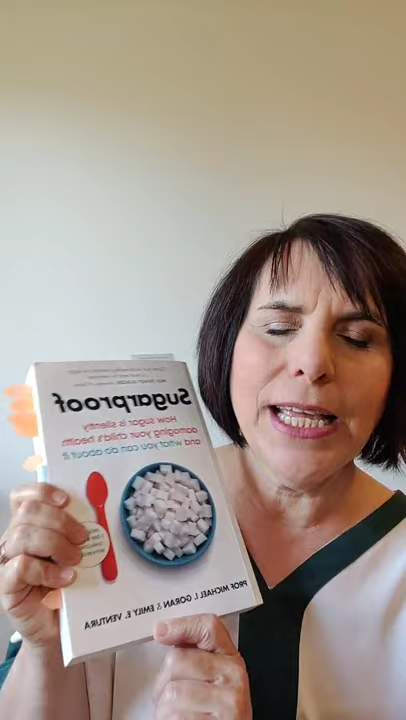 Sugarproof
How sugar is silently
damaging your child's health
and what you can do about it
PROF MICHAEL I. GORAN & EMILY E. VENTURA